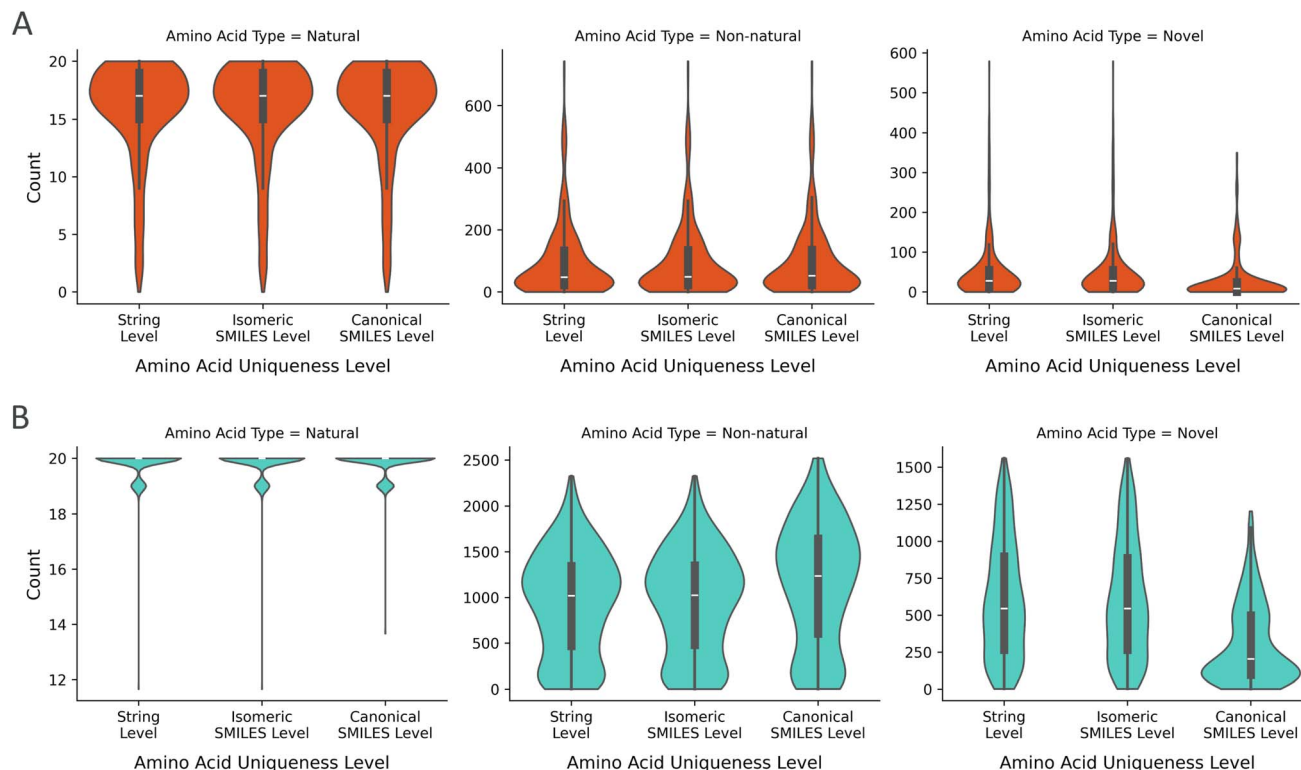 A
Amino Acid Type = Natural
Amino Acid Type = Non-natural
Amino Acid Type = Novel
Count
20
15
10
5
0
600
400
200
0
600
500
400
300
200
100
0
String Level
Isomeric SMILES Level
Canonical SMILES Level
String Level
Isomeric SMILES Level
Canonical SMILES Level
String Level
Isomeric SMILES Level
Canonical SMILES Level
Amino Acid Uniqueness Level
Amino Acid Uniqueness Level
Amino Acid Uniqueness Level
B
Amino Acid Type = Natural
Amino Acid Type = Non-natural
Amino Acid Type = Novel
Count
20
18
16
14
12
2500
2000
1500
1000
500
0
1500
1250
1000
750
500
250
0
String Level
Isomeric SMILES Level
Canonical SMILES Level
String Level
Isomeric SMILES Level
Canonical SMILES Level
String Level
Isomeric SMILES Level
Canonical SMILES Level
Amino Acid Uniqueness Level
Amino Acid Uniqueness Level
Amino Acid Uniqueness Level